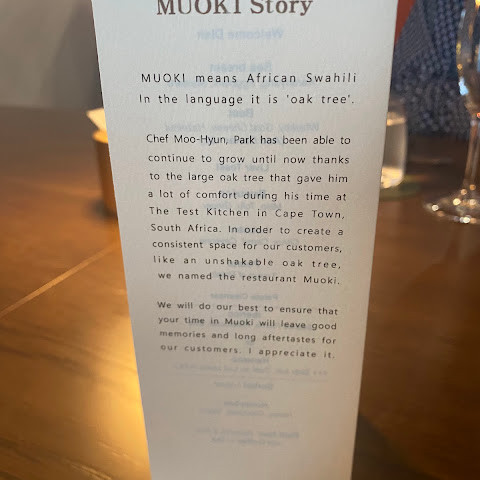 MUOKI Story
MUOKI means African Swahili
In the language it is 'oak tree'.
Chef Moo-Hyun, Park has been able to
continue to grow until now thanks
to the large oak tree that gave him
a lot of comfort during his time at
The Test Kitchen in Cape Town,
South Africa. In order to create a
consistent space for our customers,
like an unshakable oak tree,
we named the restaurant Muoki.
We will do our best to ensure that
your time in Muoki will leave good
memories and long aftertastes for
our customers. I appreciate it.